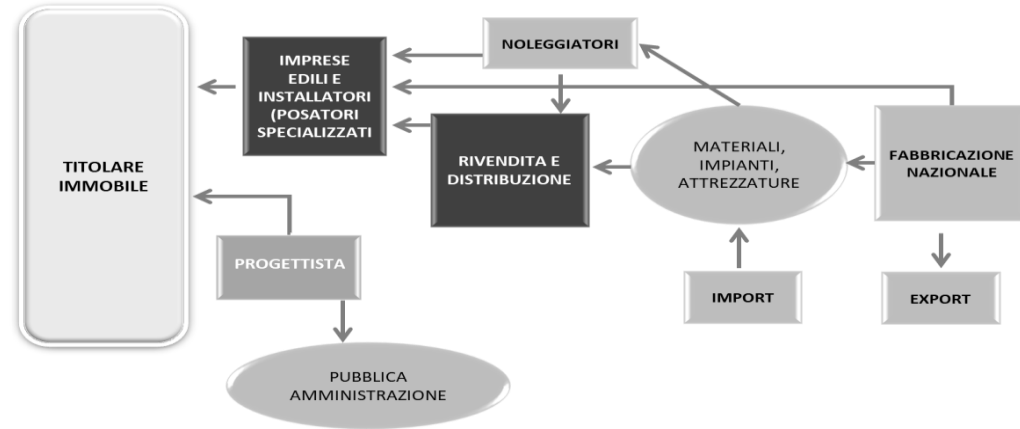 NOLEGGIATORI
IMPRESE
EDILI E
INSTALLATORI
(POSATORI
SPECIALIZZATI
TITOLARE
IMMOBILE
RIVENDITA E
DISTRIBUZIONE
MATERIALI,
IMPIANTI,
ATTREZZATURE
FABBRICAZIONE
NAZIONALE
PROGETTISTA
IMPORT
EXPORT
PUBBLICA
AMMINISTRAZIONE